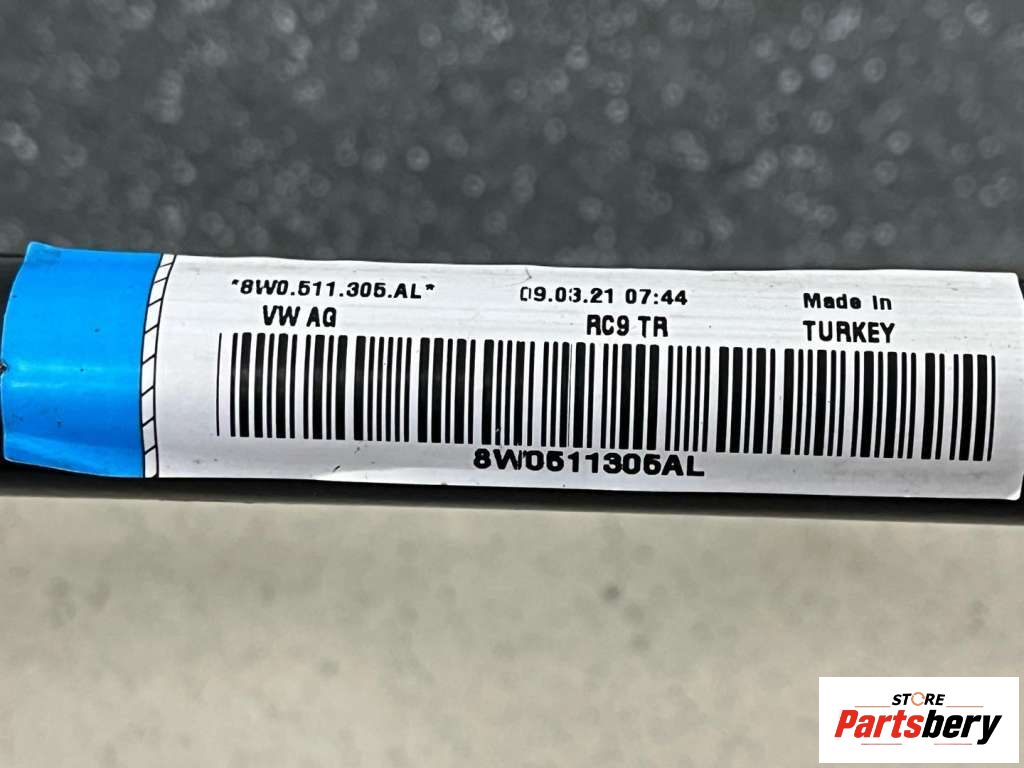 *8W0.511.305.AL* 09.03.21 07:44 Made in
VW AG RC9 TR TURKEY
8W0511305AL
STORE
Partsbery